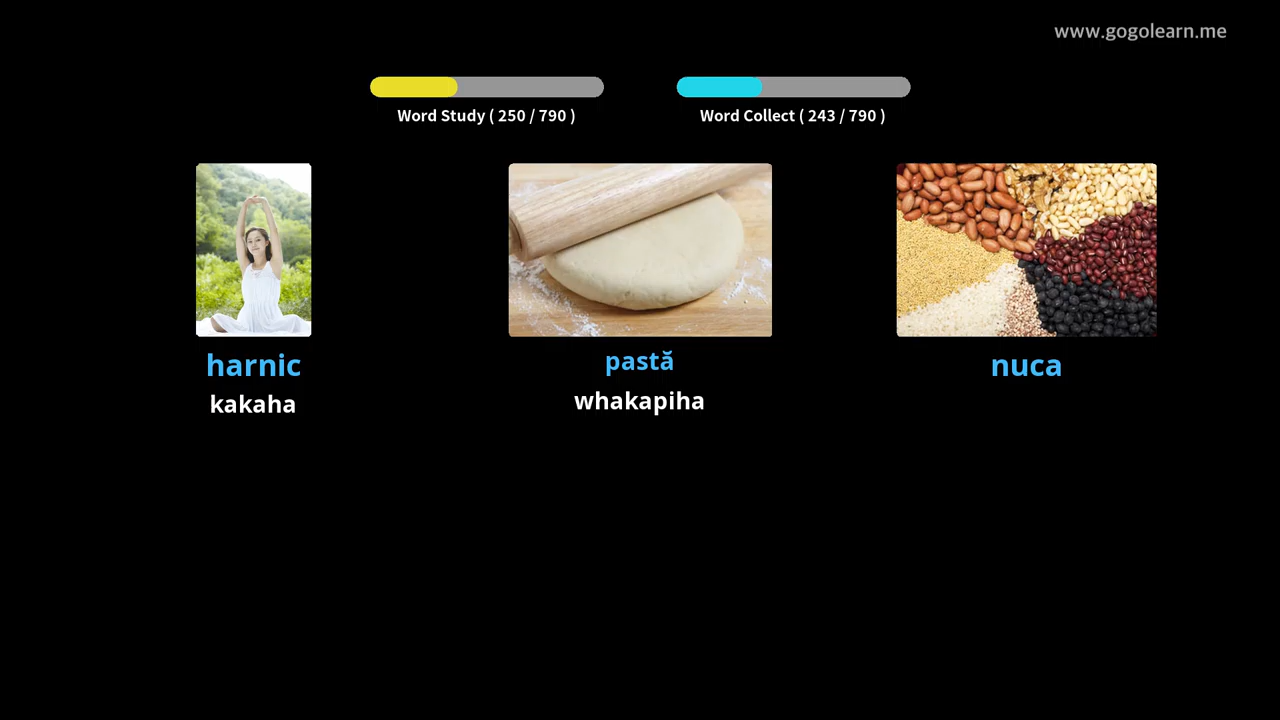 www.gogolearn.me
Word Study ( 250 / 790 )
Word Collect ( 243 / 790 )
harnic
kakaha
pastă
whakapiha
nuca